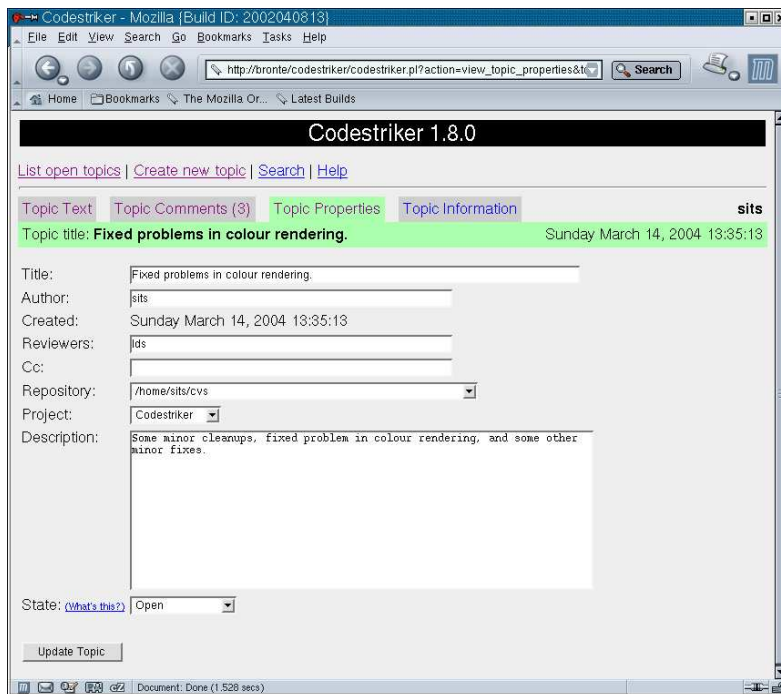 Codestriker - Mozilla {Build ID: 2002040813}
File Edit View Search Go Bookmarks Tasks Help
http://bronte/codestriker/codestriker.pl?action=view_topic_properties&t Search
Home Bookmarks The Mozilla Or... Latest Builds
Codestriker 1.8.0
List open topics | Create new topic | Search | Help
Topic Text Topic Comments (3) Topic Properties Topic Information sits
Topic title: Fixed problems in colour rendering. Sunday March 14, 2004 13:35:13
Title: Fixed problems in colour rendering.
Author: sits
Created: Sunday March 14, 2004 13:35:13
Reviewers: lds
Cc:
Repository: /home/sits/cvs
Project: Codestriker
Description: Some minor cleanups, fixed problem in colour rendering, and some other
minor fixes.
State: (What's this?) Open
Update Topic
Document: Done (1.528 secs)